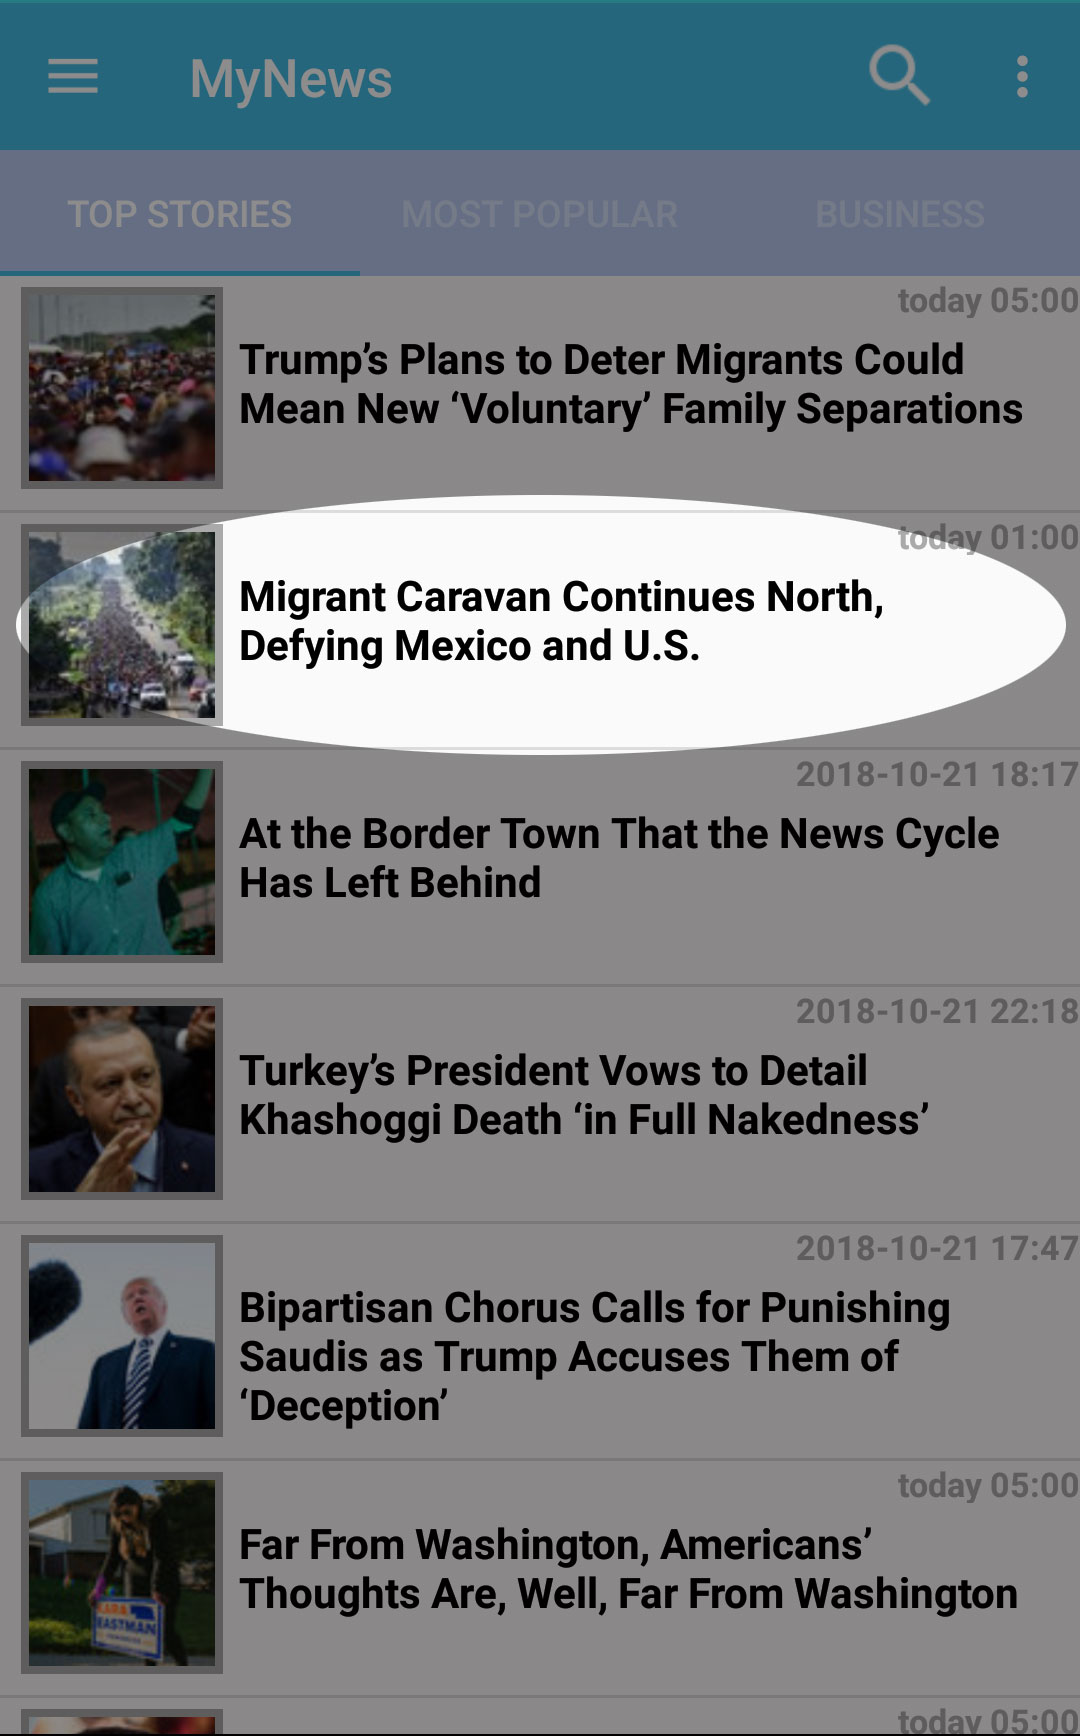 MyNews
TOP STORIES
MOST POPULAR
BUSINESS
today 05:00
Trump’s Plans to Deter Migrants Could
Mean New ‘Voluntary’ Family Separations
today 01:00
Migrant Caravan Continues North,
Defying Mexico and U.S.
2018-10-21 18:17
At the Border Town That the News Cycle
Has Left Behind
2018-10-21 22:18
Turkey’s President Vows to Detail
Khashoggi Death ‘in Full Nakedness’
2018-10-21 17:47
Bipartisan Chorus Calls for Punishing
Saudis as Trump Accuses Them of
‘Deception’
today 05:00
Far From Washington, Americans’
Thoughts Are, Well, Far From Washington
KARA
EASTMAN
today 05:00